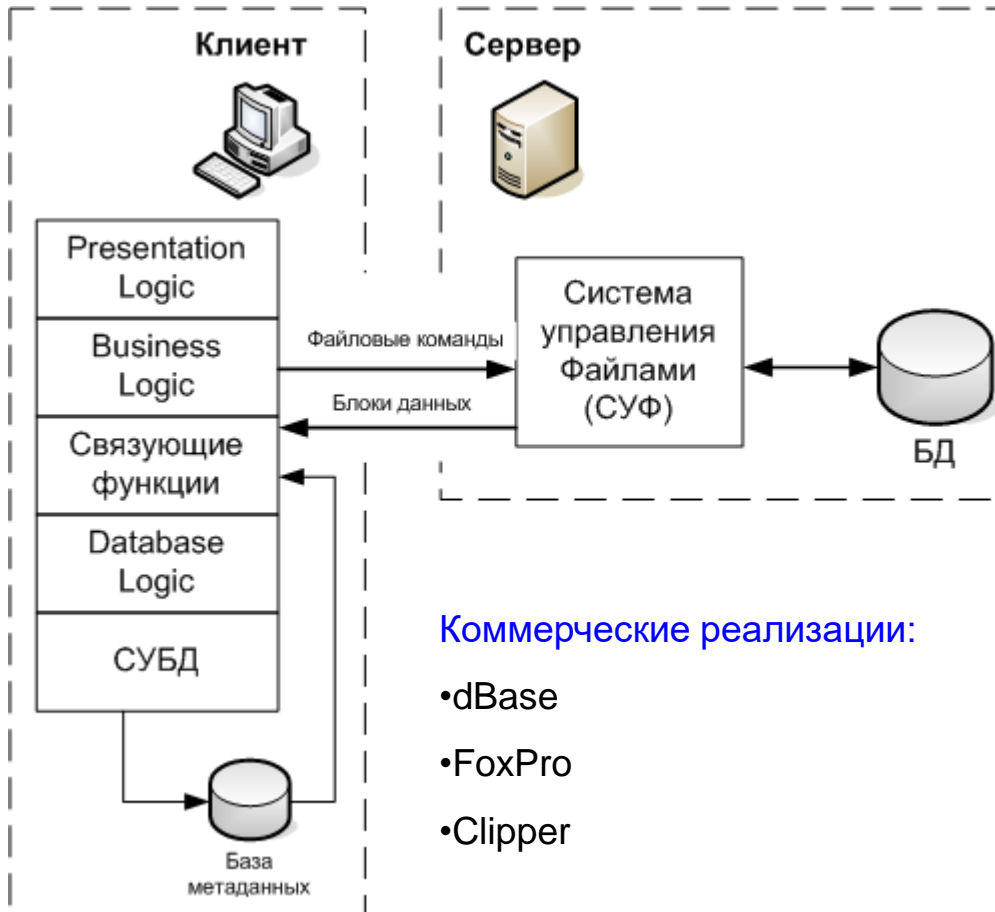 Клиент
Сервер
Presentation
Logic
Business
Logic
Связующие
функции
Database
Logic
СУБД
База
метаданных
Файловые команды
Блоки данных
Система
управления
Файлами
(СУФ)
БД
Коммерческие реализации:
•dBase
•FoxPro
•Clipper